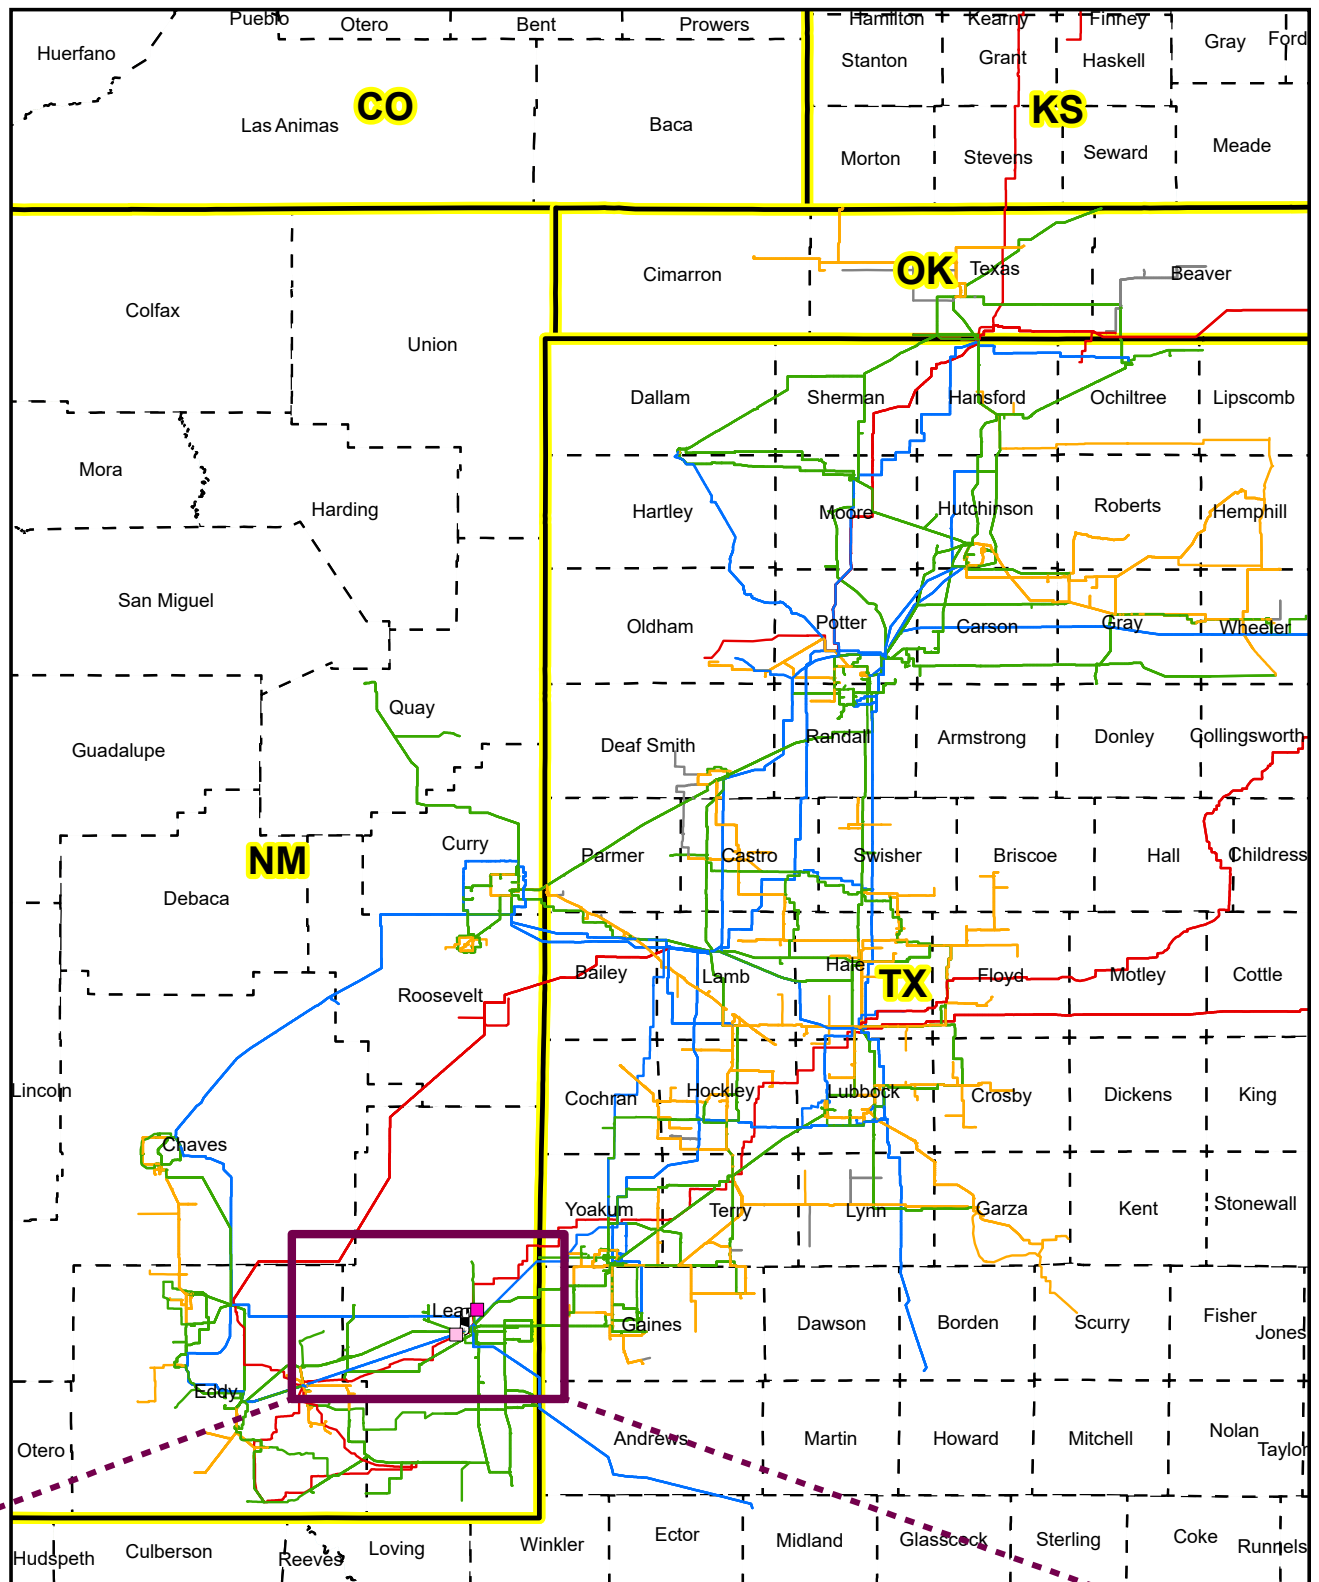 Pueblo
Otero
Bent
Prowers
Hamilton
Kearny
Finney
Gray
Ford
Huerfano
Stanton
Grant
Haskell
CO
KS
Las Animas
Baca
Morton
Stevens
Seward
Meade
OK
Texas
Cimarron
Beaver
Colfax
Union
Dallam
Sherman
Hansford
Ochiltree
Lipscomb
Mora
Harding
Hartley
Moore
Hutchinson
Roberts
Hemphill
San Miguel
Oldham
Potter
Carson
Gray
Wheeler
Quay
Guadalupe
Deaf Smith
Randall
Armstrong
Donley
Collingsworth
Curry
NM
Parmer
Castro
Swisher
Briscoe
Hall
Childress
Debaca
Roosevelt
Bailey
Lamb
Hale
TX
Floyd
Motley
Cottle
Lincoln
Cochran
Hockley
Lubbock
Crosby
Dickens
King
Chaves
Yoakum
Terry
Lynn
Garza
Kent
Stonewall
Lea
Gaines
Dawson
Borden
Scurry
Fisher
Jones
Eddy
Otero
Andrews
Martin
Howard
Mitchell
Nolan
Taylor
Hudspeth
Culberson
Reeves
Loving
Winkler
Ector
Midland
Glasscock
Sterling
Coke
Runnels